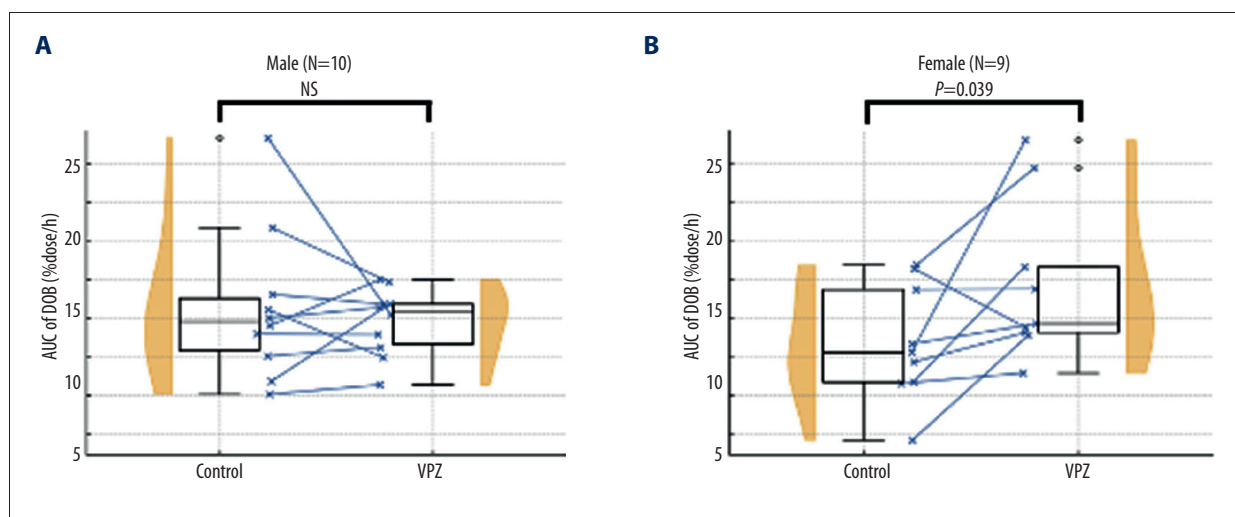 A
Male (N=10)
NS
AUC of DOB (%dose/h)
25
20
15
10
5
Control
VPZ
B
Female (N=9)
P=0.039
AUC of DOB (%dose/h)
25
20
15
10
5
Control
VPZ